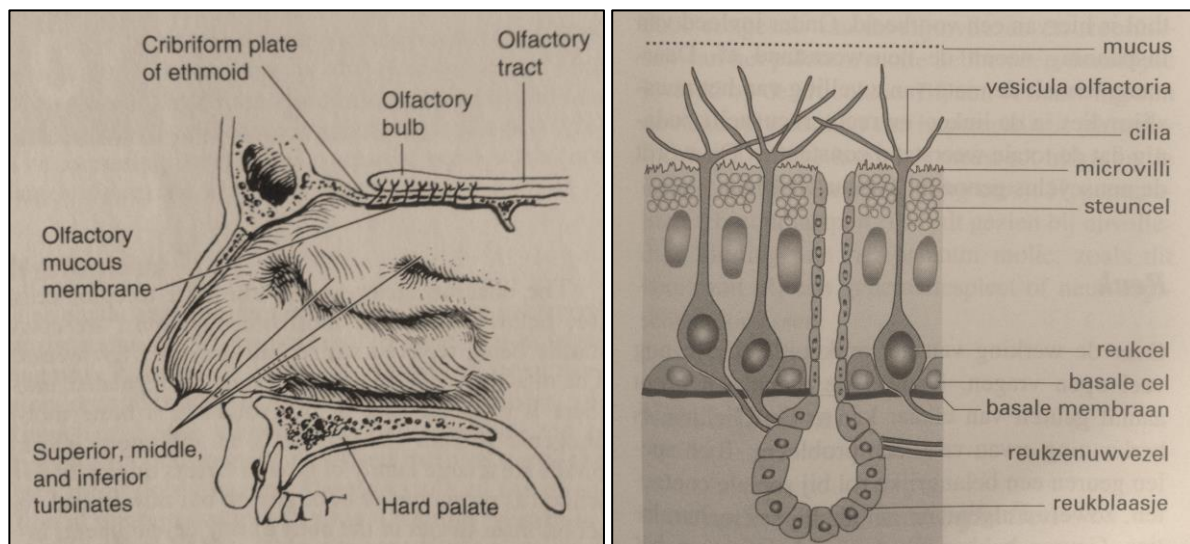 Cribriform plate
of ethmoid
Olfactory
tract
Olfactory
bulb
Olfactory
mucous
membrane
Superior, middle,
and inferior
turbinates
Hard palate
mucus
vesicula olfactoria
cilia
microvilli
steuncel
reukcel
basale cel
basale membraan
reukzenuwvezel
reukblaasje